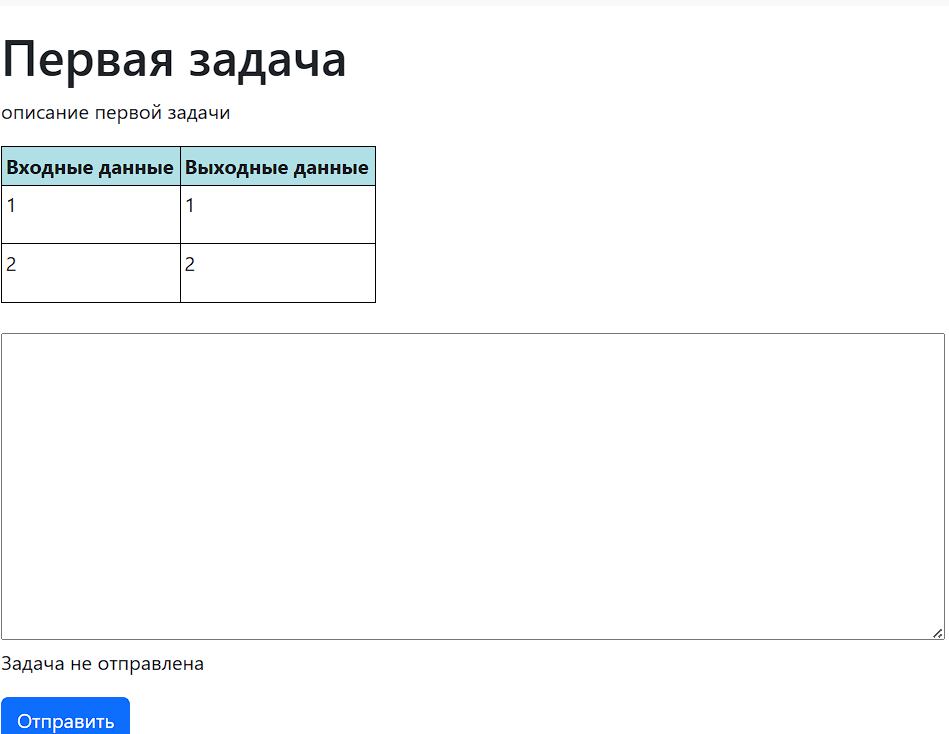 Первая задача
описание первой задачи
Входные данные Выходные данные
1 1
2 2
Задача не отправлена
Отправить